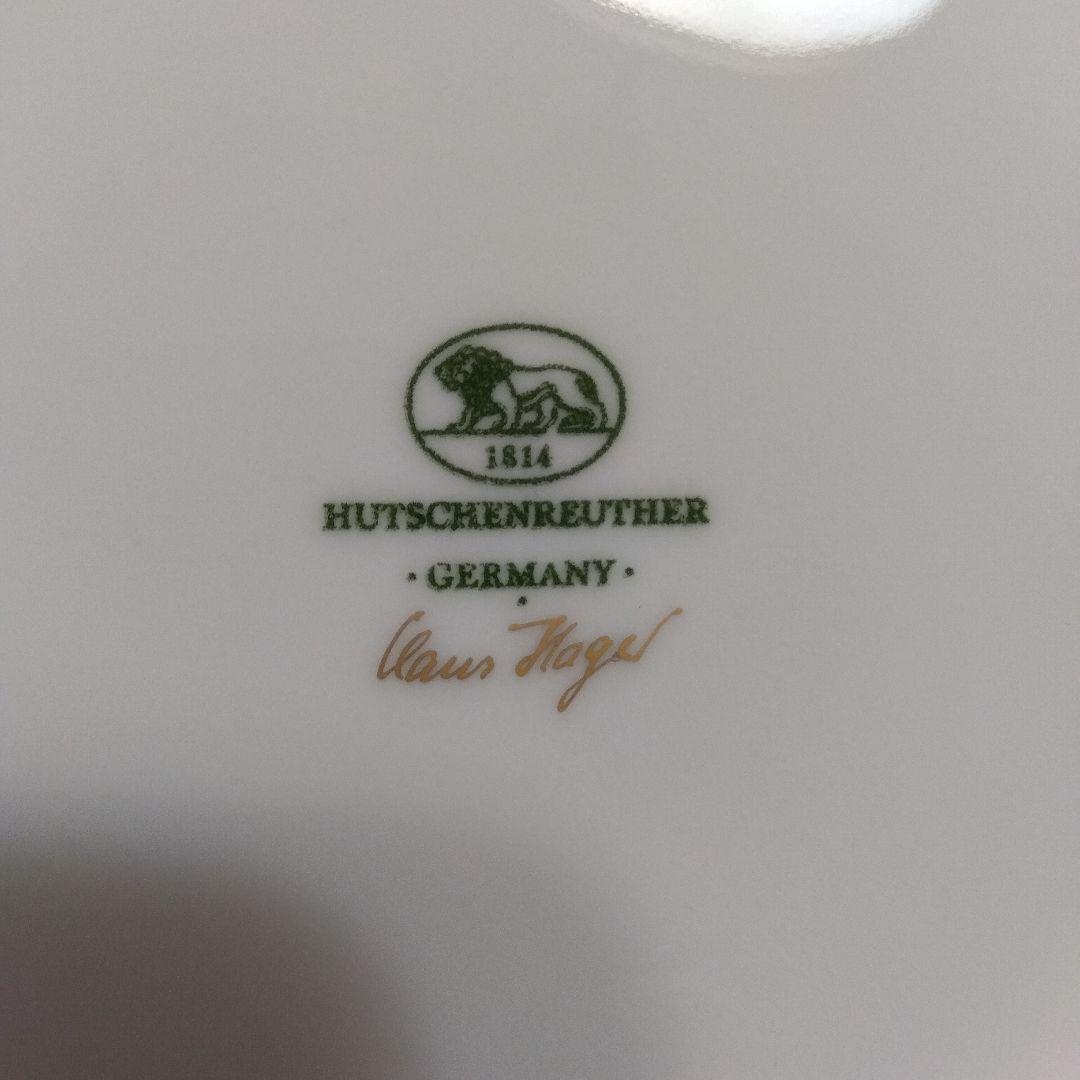 1814
HUTSCHENREUTHER
· GERMANY ·
Claus Hager